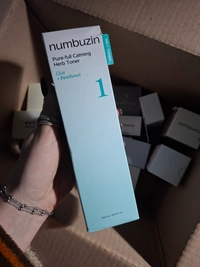 numbuzin
Pure-full Calming
Herb Toner
Cica
+ Panthenol
1